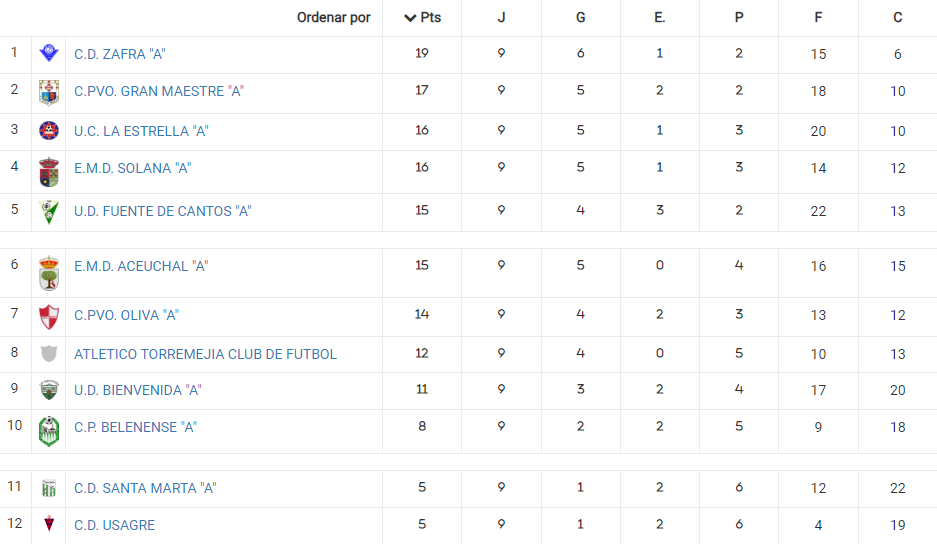 Ordenar por Pts J G E. P F C
1 C.D. ZAFRA "A" 19 9 6 1 2 15 6
2 C.PVO. GRAN MAESTRE "A" 17 9 5 2 2 18 10
3 U.C. LA ESTRELLA "A" 16 9 5 1 3 20 10
4 E.M.D. SOLANA "A" 16 9 5 1 3 14 12
5 U.D. FUENTE DE CANTOS "A" 15 9 4 3 2 22 13
6 E.M.D. ACEUCHAL "A" 15 9 5 0 4 16 15
7 C.PVO. OLIVA "A" 14 9 4 2 3 13 12
8 ATLETICO TORREMEJIA CLUB DE FUTBOL 12 9 4 0 5 10 13
9 U.D. BIENVENIDA "A" 11 9 3 2 4 17 20
10 C.P. BELENENSE "A" 8 9 2 2 5 9 18
11 C.D. SANTA MARTA "A" 5 9 1 2 6 12 22
12 C.D. USAGRE 5 9 1 2 6 4 19